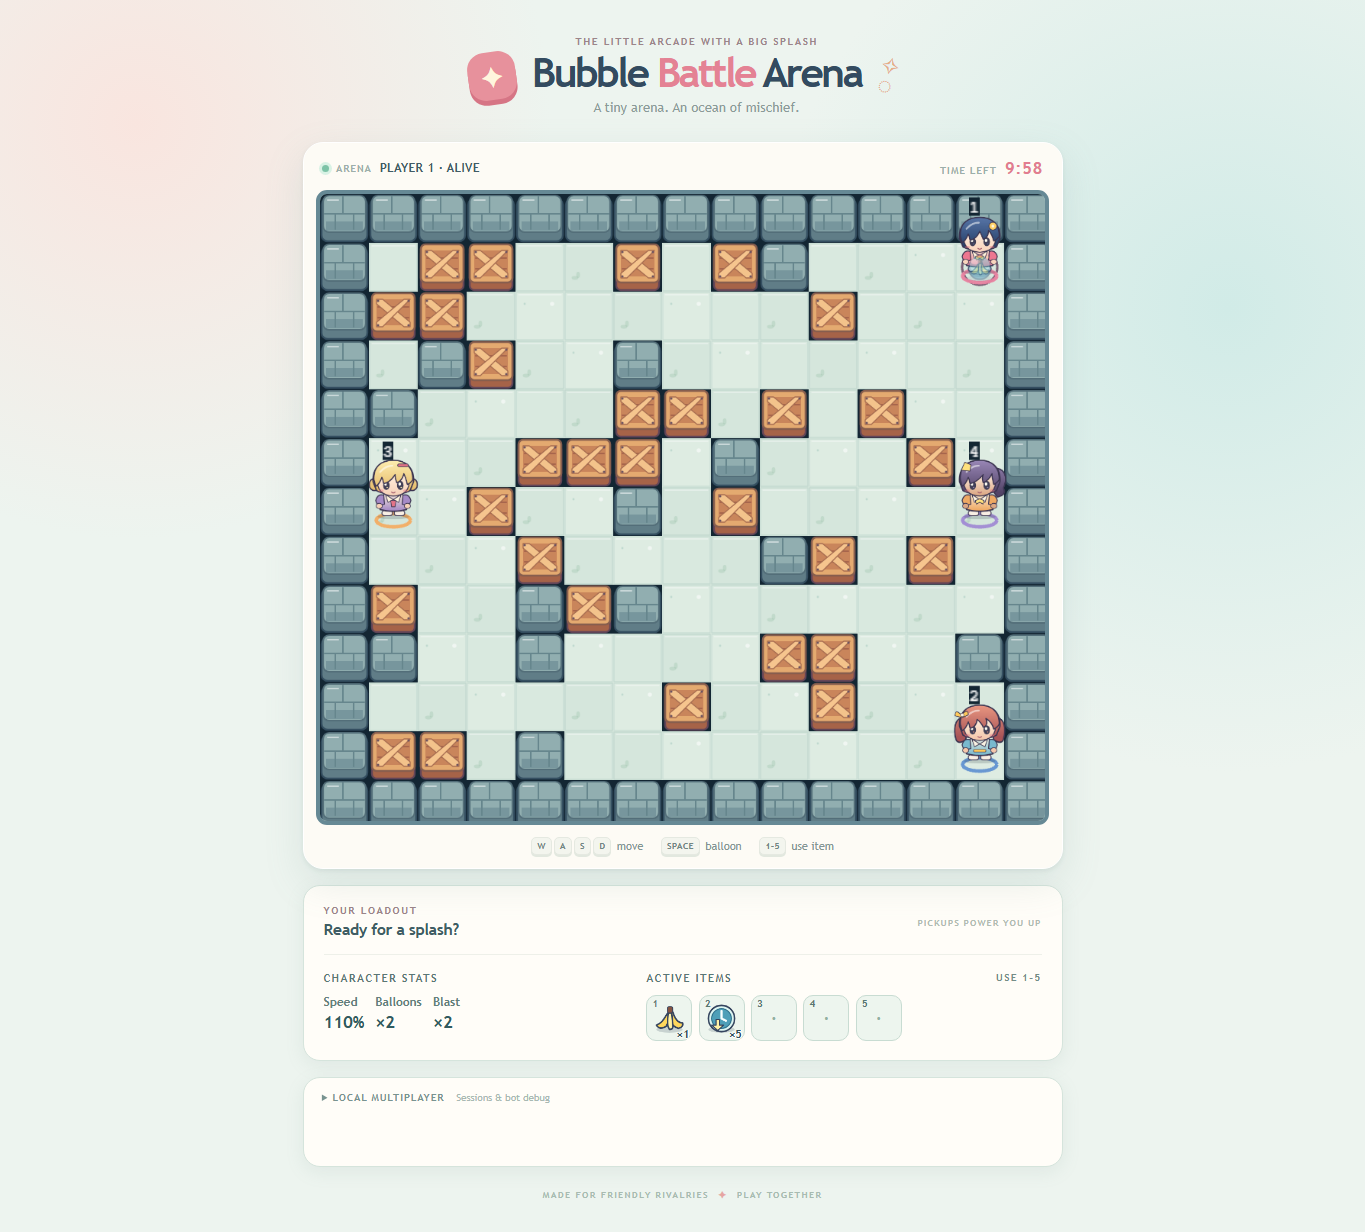 THE LITTLE ARCADE WITH A BIG SPLASH
Bubble Battle Arena
A tiny arena. An ocean of mischief.
ARENA PLAYER 1 · ALIVE
TIME LEFT 9:58
1
3
4
2
W A S D move SPACE balloon 1-5 use item
YOUR LOADOUT
Ready for a splash?
PICKUPS POWER YOU UP
CHARACTER STATS
Speed Balloons Blast
110% ×2 ×2
ACTIVE ITEMS
USE 1-5
1 2 3 4 5
×1 ×5
LOCAL MULTIPLAYER Sessions & bot debug
MADE FOR FRIENDLY RIVALRIES ✦ PLAY TOGETHER